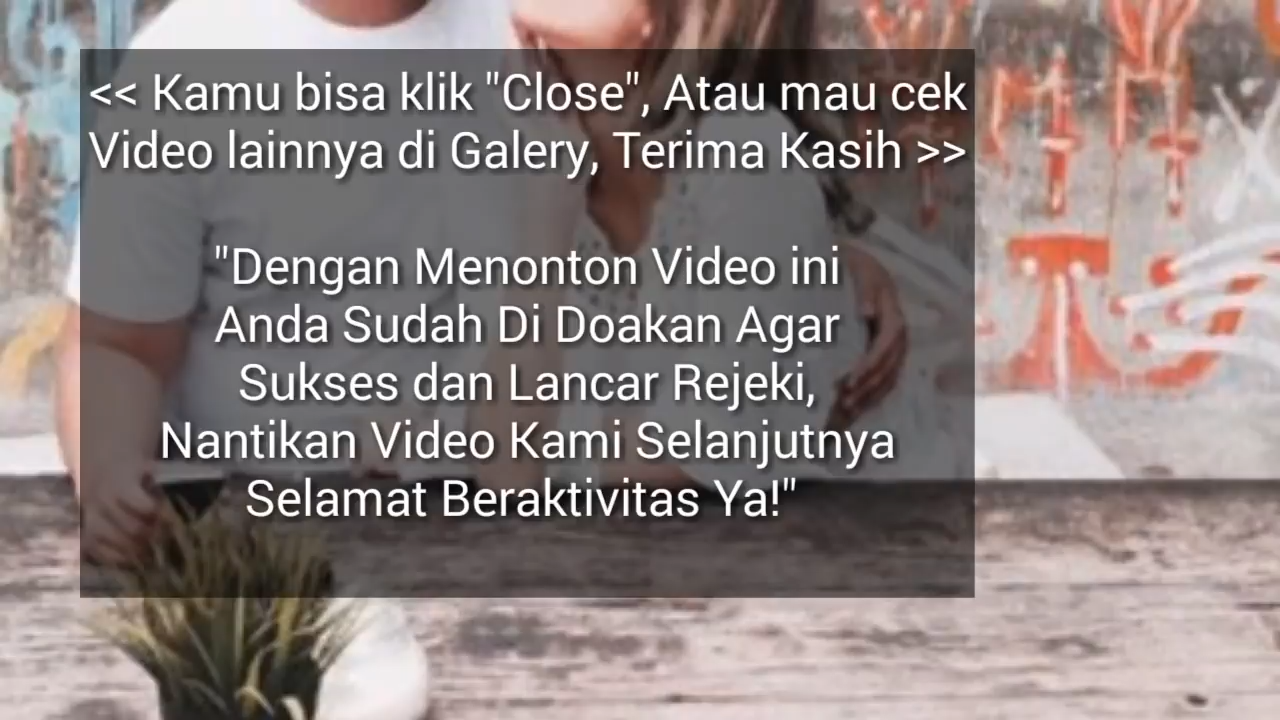 << Kamu bisa klik "Close", Atau mau cek
Video lainnya di Galery, Terima Kasih >>
"Dengan Menonton Video ini
Anda Sudah Di Doakan Agar
Sukses dan Lancar Rejeki,
Nantikan Video Kami Selanjutnya
Selamat Beraktivitas Ya!"